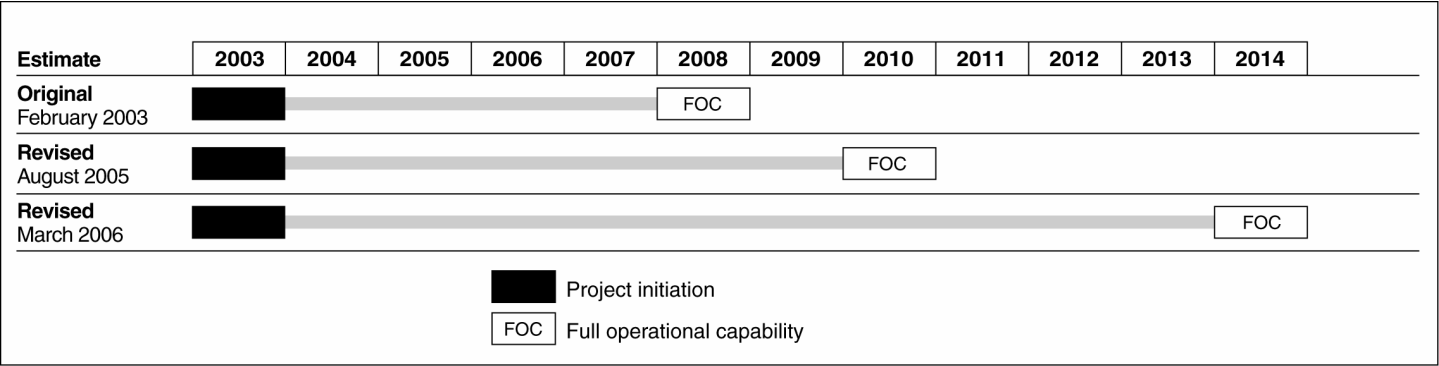 Estimate 2003 2004 2005 2006 2007 2008 2009 2010 2011 2012 2013 2014
Original
February 2003
FOC
Revised
August 2005
FOC
Revised
March 2006
FOC
Project initiation
FOC Full operational capability